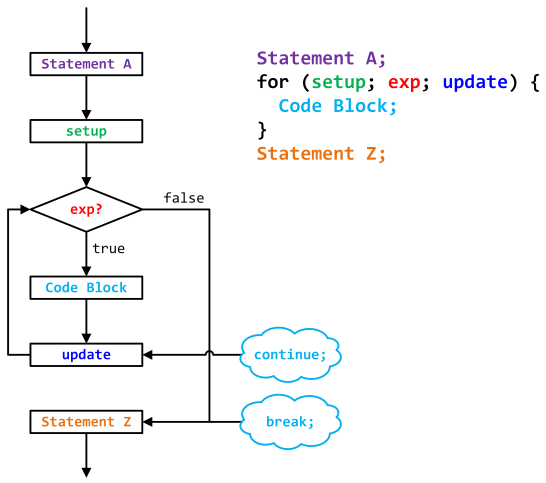 Statement A
setup
exp?
false
true
Code Block
update
continue;
Statement Z
break;
Statement A;
for (setup; exp; update) {
  Code Block;
}
Statement Z;